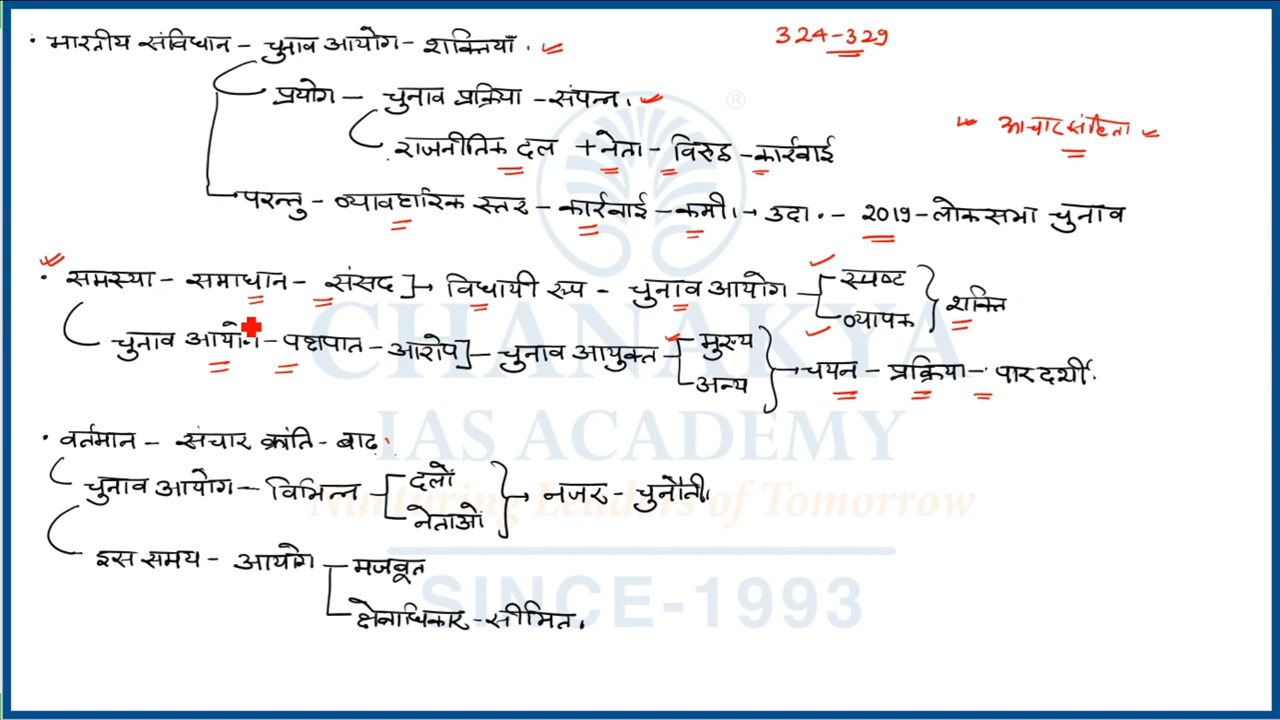 · भारतीय संविधान - चुनाव आयोग - शक्तियाँ. 324-329
प्रयोग - चुनाव प्रक्रिया - संपन्न.
आचार संहिता
राजनीतिक दल + नेता - विरुद्ध - कार्रवाई
परन्तु - व्यावहारिक स्तर - कार्रवाई - कमी. → उदा. - 2019 - लोकसभा चुनाव
· समस्या - समाधान - संसद ] → विधायी रूप - चुनाव आयोग - स्पष्ट
व्यापक } शक्ति
चुनाव आयोग - पक्षपात - आरोप ] - चुनाव आयुक्त - मुख्य
अन्य } → चयन - प्रक्रिया - पारदर्शी.
· वर्तमान - संचार क्रांति - बाद.
चुनाव आयोग - विभिन्न - दलों
नेताओं } → नजर - चुनौती.
इस समय - आयोग - मजबूत
क्षेत्राधिकार - सीमित.
CHANAKYA
IAS ACADEMY
Nurturing Leaders of Tomorrow
SINCE-1993
®